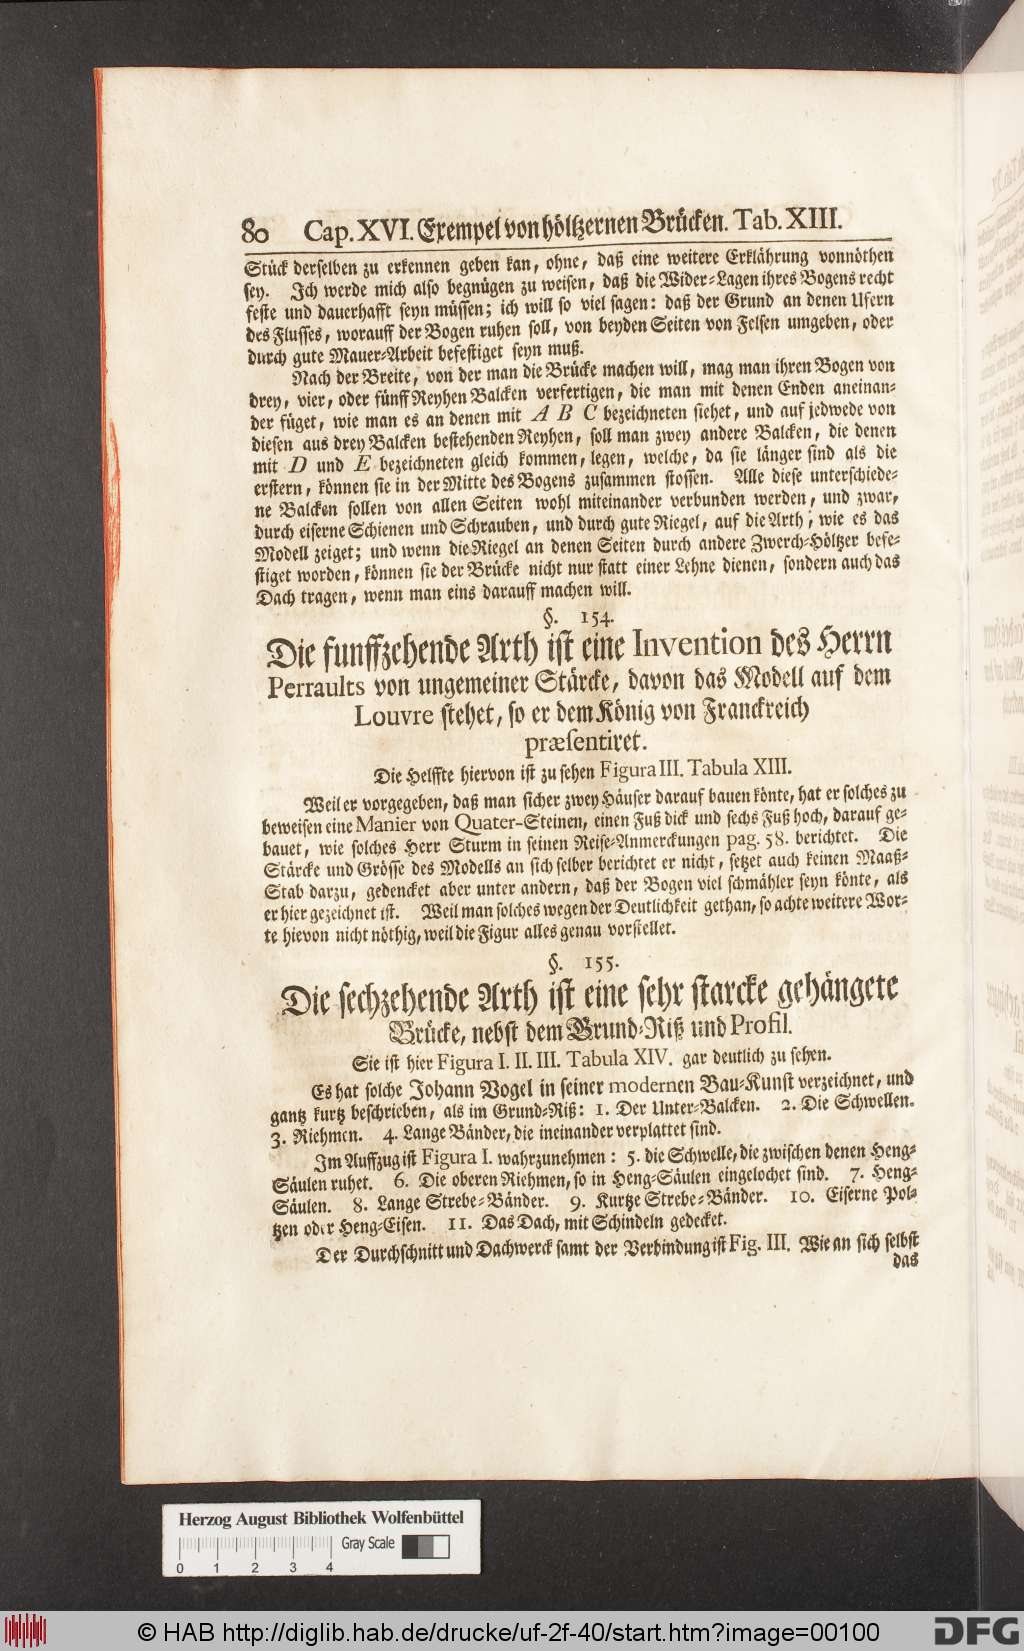 80 Cap. XVI. Exempel von höltzernen Brücken. Tab. XIII.
Stück derselben zu erkennen geben kan, ohne, daß eine weitere Erklährung vonnöthen
sey. Ich werde mich also begnügen zu weisen, daß die Wider-Lagen ihres Bogens recht
feste und dauerhafft seyn müssen; ich will so viel sagen: daß der Grund an denen Ufern
des Flusses, worauff der Bogen ruhen soll, von beyden Seiten von Felsen umgeben, oder
durch gute Mauer-Arbeit befestiget seyn muß.
Nach der Breite, von der man die Brücke machen will, mag man ihren Bogen von
drey, vier, oder fünff Reyhen Balcken verfertigen, die man mit denen Enden aneinan-
der füget, wie man es an denen mit A B C bezeichneten siehet, und auf jedwede von
diesen aus drey Balcken bestehenden Reyhen, soll man zwey andere Balcken, die denen
mit D und E bezeichneten gleich kommen, legen, welche, da sie länger sind als die
erstern, können sie in der Mitte des Bogens zusammen stossen. Alle diese unterschiede-
ne Balcken sollen von allen Seiten wohl miteinander verbunden werden, und zwar,
durch eiserne Schienen und Schrauben, und durch gute Riegel, auf die Arth, wie es das
Modell zeiget; und wenn die Riegel an denen Seiten durch andere Zwerch-Höltzer befe-
stiget worden, können sie der Brücke nicht nur statt einer Lehne dienen, sondern auch das
Dach tragen, wenn man eins darauff machen will.
§. 154.
Die funffzehende Arth ist eine Invention des Herrn
Perraults von ungemeiner Stärcke, davon das Modell auf dem
Louvre stehet, so er dem König von Franckreich
præsentiret.
Die Helffte hiervon ist zu sehen Figura III. Tabula XIII.
Weil er vorgegeben, daß man sicher zwey Häuser darauf bauen könte, hat er solches zu
beweisen eine Manier von Quater-Steinen, einen Fuß dick und sechs Fuß hoch, darauf ge-
bauet, wie solches Herr Sturm in seinen Reise-Anmerckungen pag. 58. berichtet. Die
Stärcke und Grösse des Modells an sich selber berichtet er nicht, setzet auch keinen Maaß-
Stab darzu, gedencket aber unter andern, daß der Bogen viel schmähler seyn könte, als
er hier gezeichnet ist. Weil man solches wegen der Deutlichkeit gethan, so achte weitere Wor-
te hievon nicht nöthig, weil die Figur alles genau vorstellet.
§. 155.
Die sechzehende Arth ist eine sehr starcke gehängete
Brücke, nebst dem Grund-Riß und Profil.
Sie ist hier Figura I. II. III. Tabula XIV. gar deutlich zu sehen.
Es hat solche Johann Vogel in seiner modernen Bau-Kunst verzeichnet, und
gantz kurtz beschrieben, als im Grund-Riß: 1. Der Unter-Balcken. 2. Die Schwellen.
3. Riehmen. 4. Lange Bänder, die ineinander verplattet sind.
Im Auffzug ist Figura I. wahrzunehmen: 5. die Schwelle, die zwischen denen Heng-
Säulen ruhet. 6. Die oberen Riehmen, so in Heng-Säulen eingelochet sind. 7. Heng-
Säulen. 8. Lange Strebe-Bänder. 9. Kurtze Strebe-Bänder. 10. Eiserne Pol-
tzen oder Heng-Eisen. 11. Das Dach, mit Schindeln gedecket.
Der Durchschnitt und Dachwerck samt der Verbindung ist Fig. III. Wie an sich selbst
das
Herzog August Bibliothek Wolfenbüttel
Gray Scale
0 1 2 3 4
© HAB http://diglib.hab.de/drucke/uf-2f-40/start.htm?image=00100
DFG